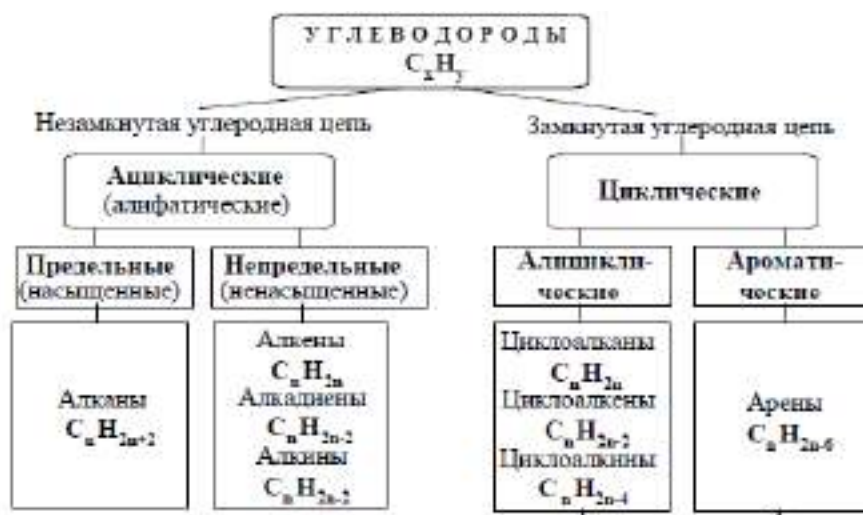 УГЛЕВОДОРОДЫ
CₓHᵧ
Незамкнутая углеродная цепь
Замкнутая углеродная цепь
Ациклические
(алифатические)
Циклические
Предельные
(насыщенные)
Непредельные
(ненасыщенные)
Алицикли-
ческие
Аромати-
ческие
Алканы
CₙH₂ₙ₊₂
Алкены
CₙH₂ₙ
Алкадиены
CₙH₂ₙ₋₂
Алкины
CₙH₂ₙ₋₂
Циклоалканы
CₙH₂ₙ
Циклоалкены
CₙH₂ₙ₋₂
Циклоалкины
CₙH₂ₙ₋₄
Арены
CₙH₂ₙ₋₆